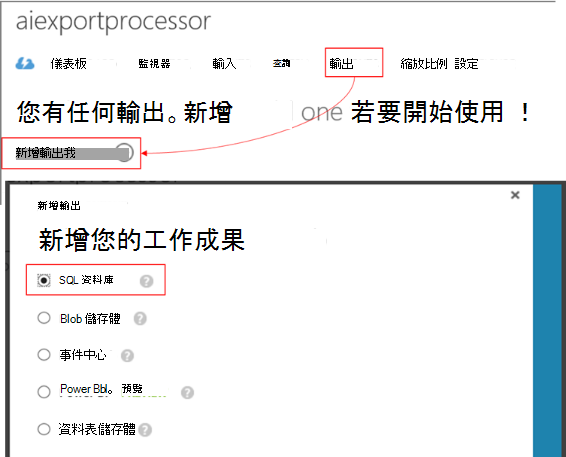 aiexportprocessor
儀表板 監視器 輸入 查詢 輸出 縮放比例 設定
您有任何輸出。新增 one 若要開始使用 ！
新增輸出我
新增輸出
新增您的工作成果
SQL 資料庫
Blob 儲存體
事件中心
Power BbI。 預覽
資料表儲存體